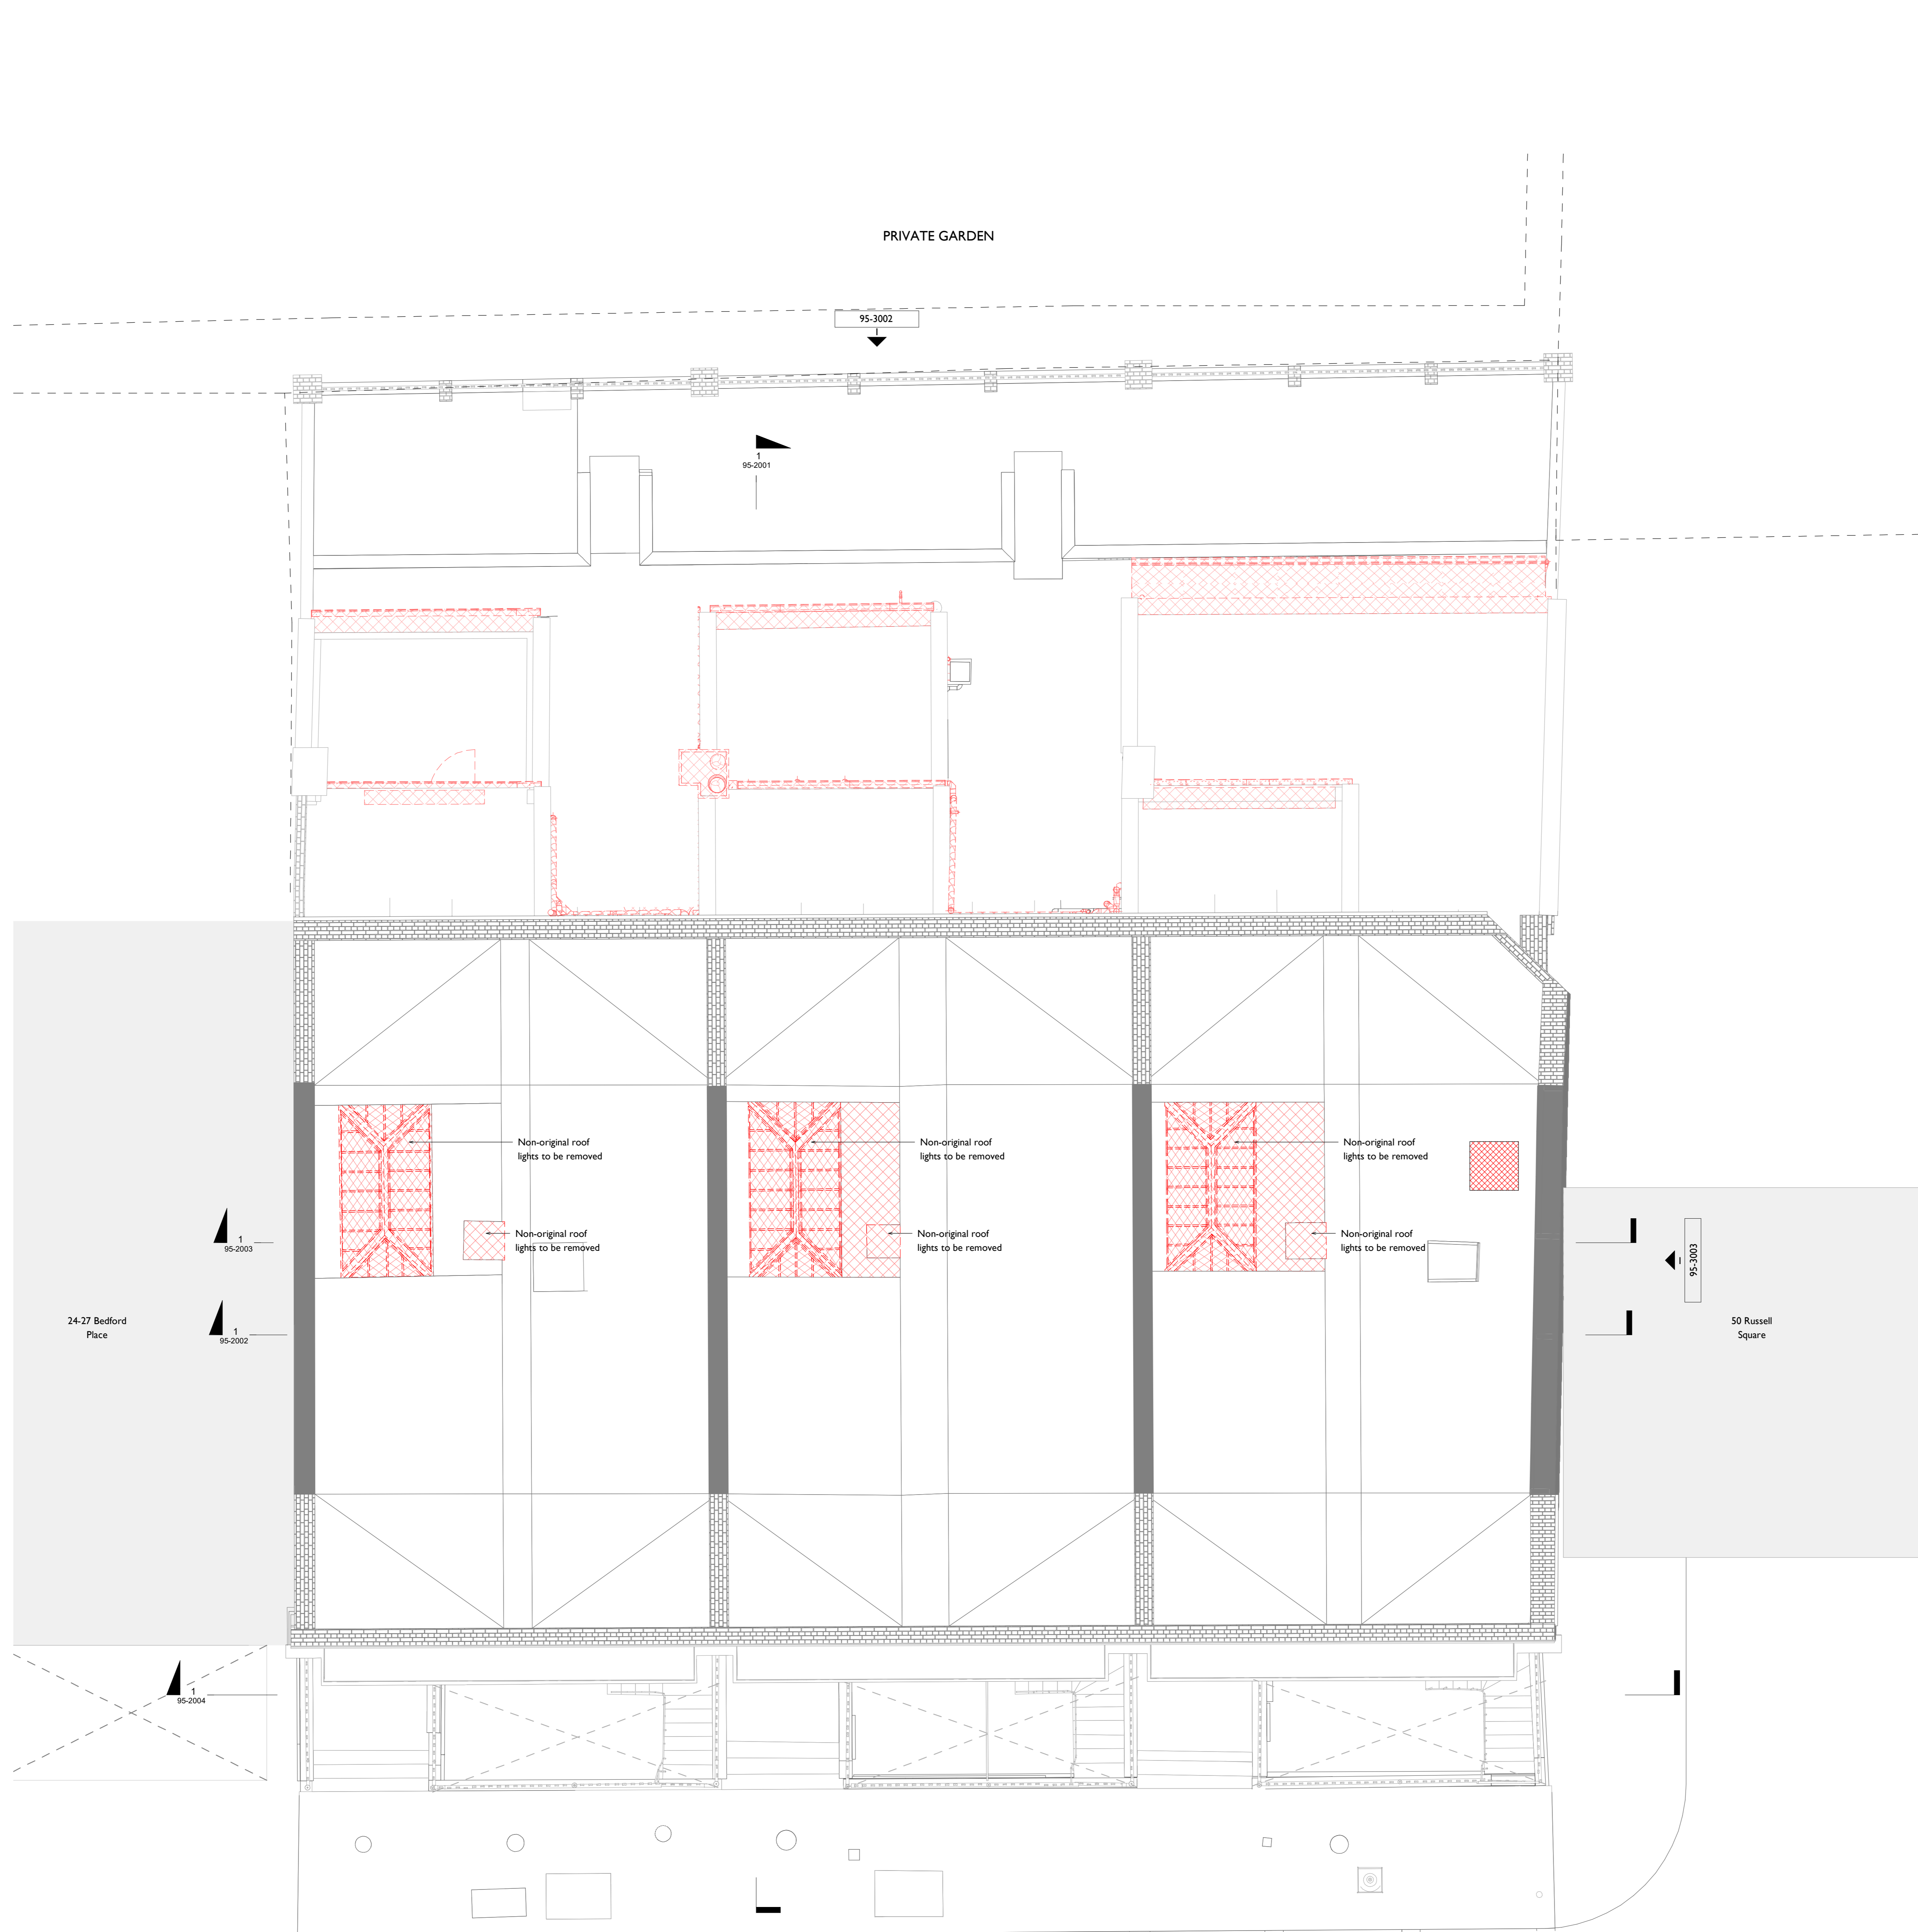 PRIVATE GARDEN
95-3002
1
95-2001
Non-original roof
lights to be removed
Non-original roof
lights to be removed
Non-original roof
lights to be removed
Non-original roof
lights to be removed
Non-original roof
lights to be removed
Non-original roof
lights to be removed
1
95-2003
95-3003
24-27 Bedford
Place
1
95-2002
50 Russell
Square
1
95-2004